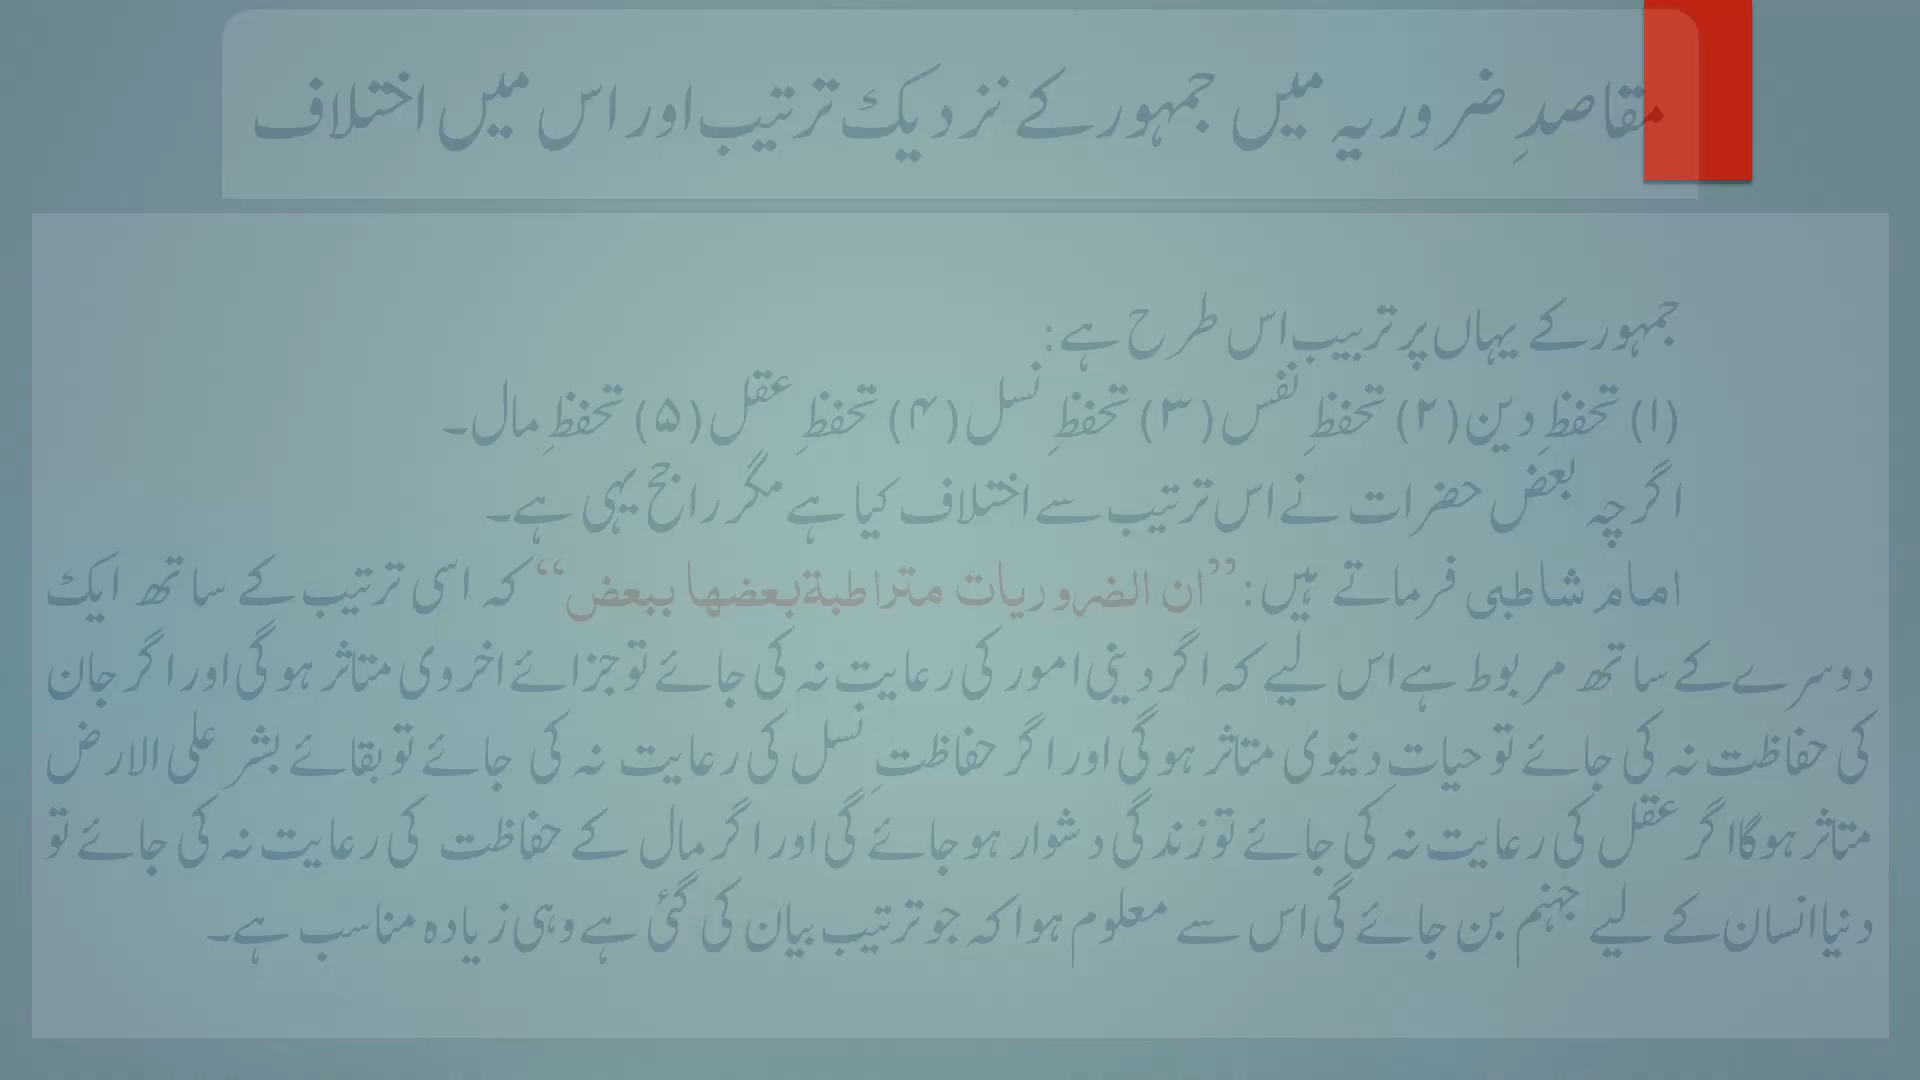 مقاصدِ ضروریہ میں جمہور کے نزدیک ترتیب اور اس میں اختلاف
جمہور کے یہاں پر ترتیب اس طرح ہے:
(۱) تحفظِ دین (۲) تحفظِ نفس (۳) تحفظِ نسل (۴) تحفظِ عقل (۵) تحفظِ مال۔
اگرچہ بعض حضرات نے اس ترتیب سے اختلاف کیا ہے مگر راجح یہی ہے۔
امام شاطبی فرماتے ہیں: ”ان الضروریات متراطبة بعضها ببعض“ کہ اسی ترتیب کے ساتھ ایک
دوسرے کے ساتھ مربوط ہے اس لیے کہ اگر دینی امور کی رعایت نہ کی جائے تو جزائے اخروی متاثر ہوگی اور اگر جان
کی حفاظت نہ کی جائے تو حیاتِ دنیوی متاثر ہوگی اور اگر حفاظتِ نسل کی رعایت نہ کی جائے تو بقائے بشر علی الارض
متاثر ہوگا اگر عقل کی رعایت نہ کی جائے تو زندگی دشوار ہو جائے گی اور اگر مال کے حفاظت کی رعایت نہ کی جائے تو
دنیا انسان کے لیے جہنم بن جائے گی اس سے معلوم ہوا کہ جو ترتیب بیان کی گئی ہے وہی زیادہ مناسب ہے۔